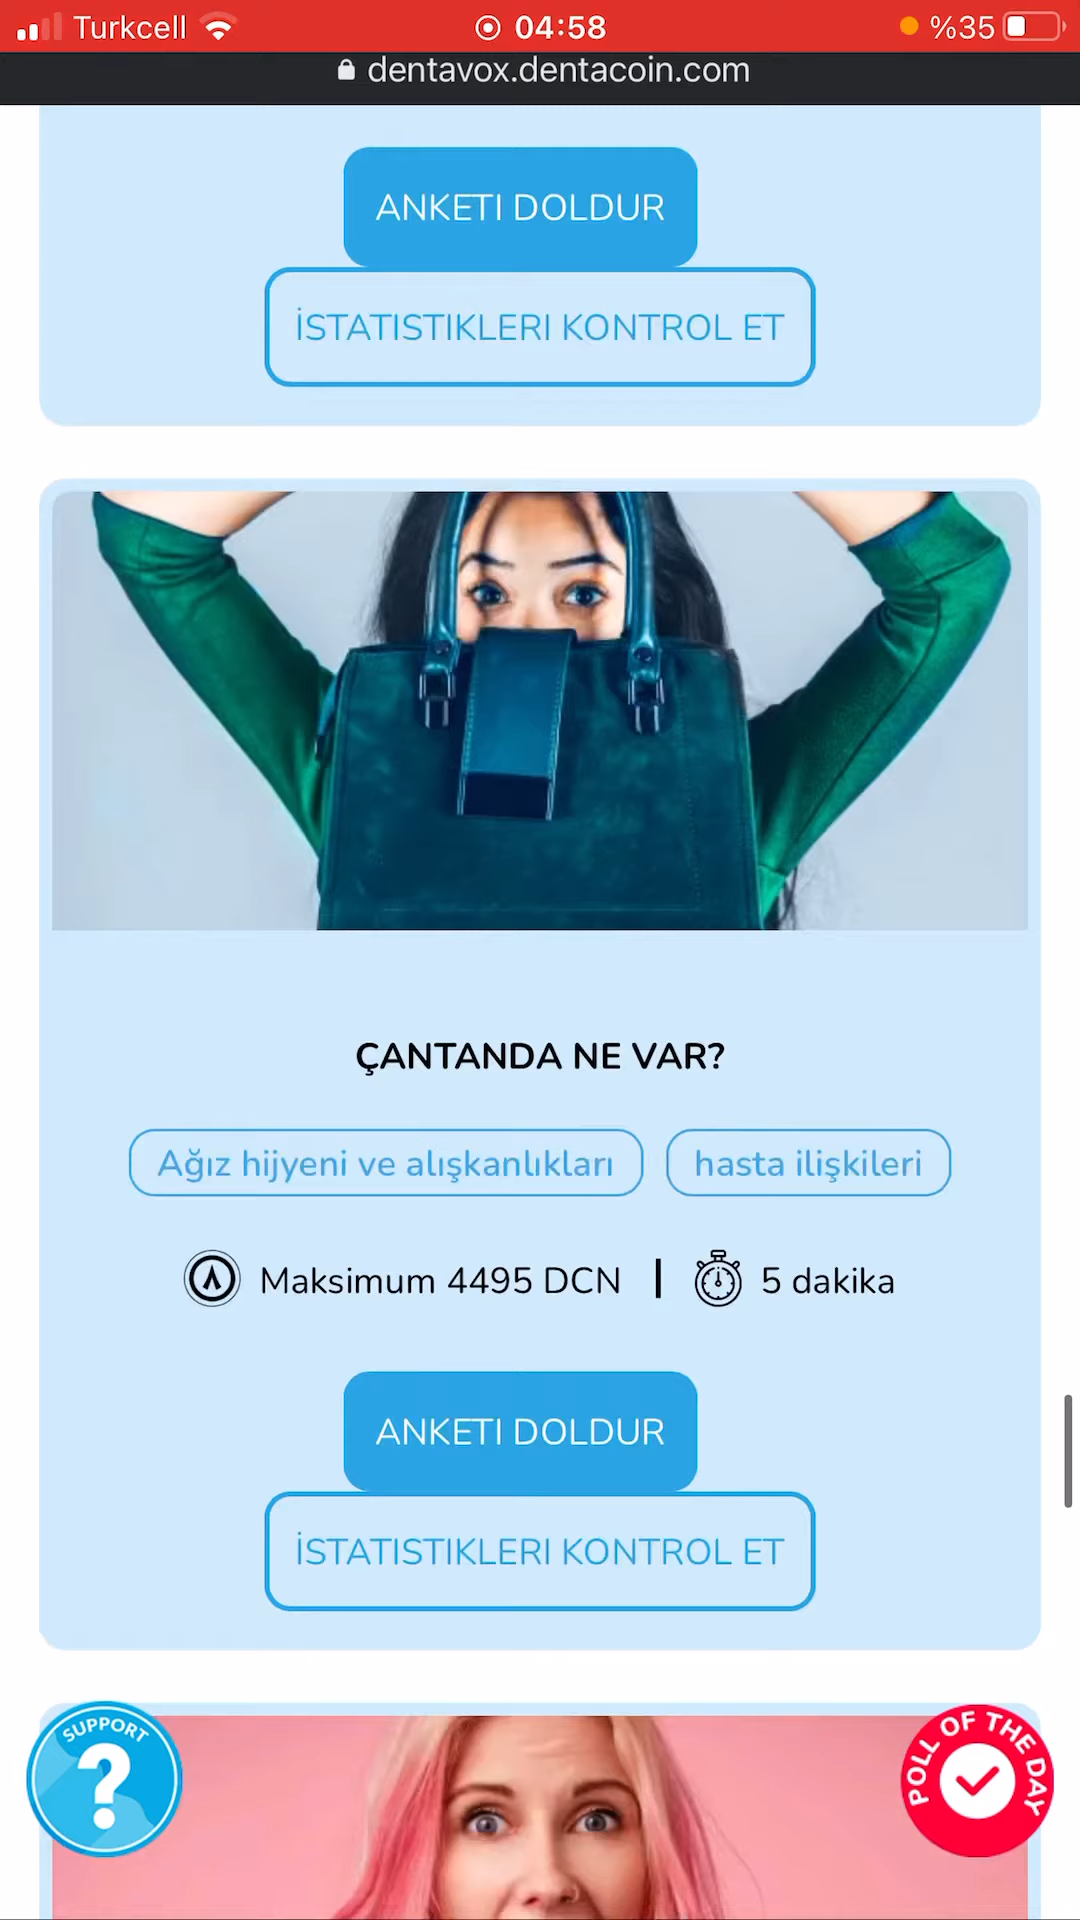 Turkcell 04:58 %35
dentavox.dentacoin.com
ANKETI DOLDUR
İSTATISTIKLERI KONTROL ET
ÇANTANDA NE VAR?
Ağız hijyeni ve alışkanlıkları hasta ilişkileri
Maksimum 4495 DCN | 5 dakika
ANKETI DOLDUR
İSTATISTIKLERI KONTROL ET
SUPPORT
?
POLL OF THE DAY